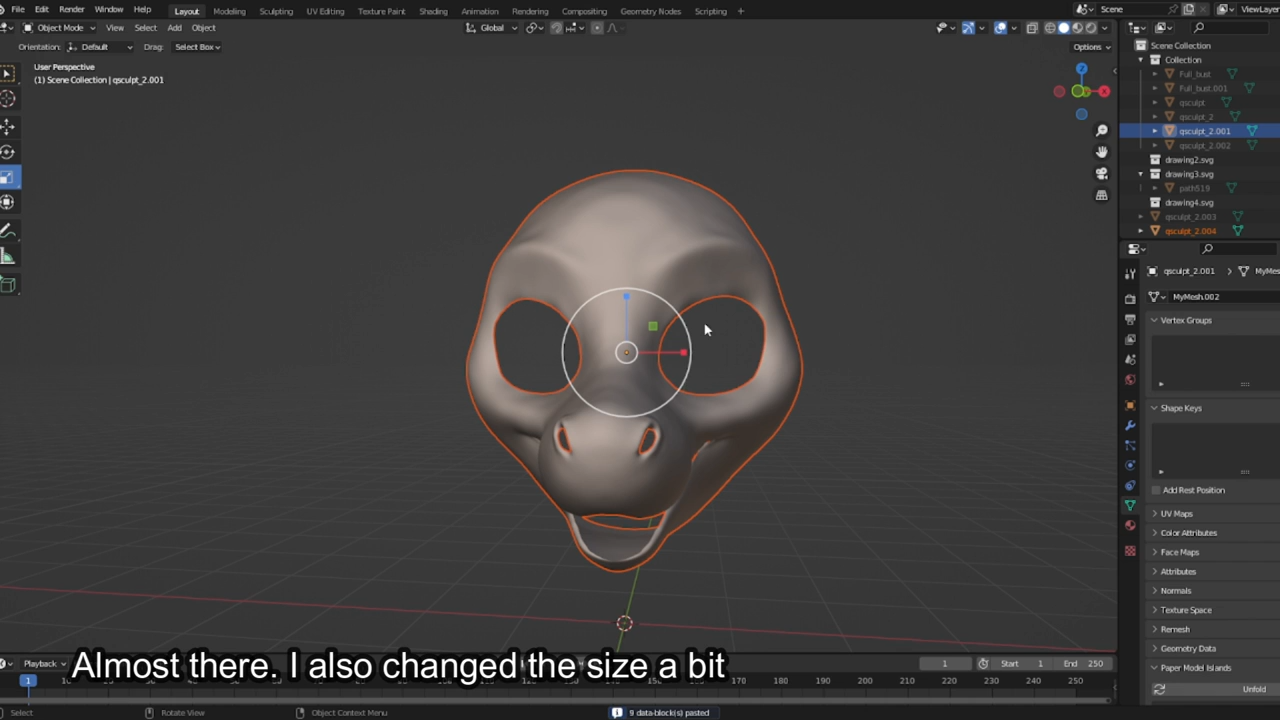 File Edit Render Window Help Layout Modeling Sculpting UV Editing Texture Paint Shading Animation Rendering Compositing Geometry Nodes Scripting + Scene ViewLayer
Object Mode View Select Add Object Global
Orientation: Default Drag: Select Box Options
User Perspective
(1) Scene Collection | qsculpt_2.001
Z
X
Scene Collection
Collection
Full_bust
Full_bust.001
qsculpt
qsculpt_2
qsculpt_2.001
qsculpt_2.002
drawing2.svg
drawing3.svg
path519
drawing4.svg
qsculpt_2.003
qsculpt_2.004
qsculpt_2.001 MyMes
MyMesh.002
Vertex Groups
Shape Keys
Add Rest Position
UV Maps
Color Attributes
Face Maps
Attributes
Normals
Texture Space
Remesh
Geometry Data
Paper Model Islands
Unfold
Almost there. I also changed the size a bit
Playback 1 Start 1 End 250
1 10 150 160 170 180 190 200 210 220 230 240 250
Select Rotate View Object Context Menu 9 data-block(s) pasted